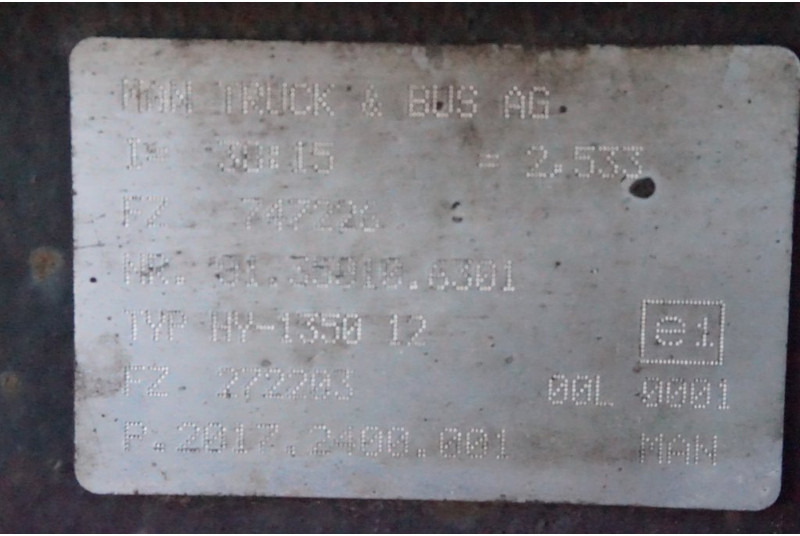 MAN TRUCK & BUS AG
I= 38:15 = 2.533
FZ 747226
NR. 81.35010.6301
TYP HY-1350 12
e1
FZ 272203
00L 0001
P.2017.2400.001
MAN